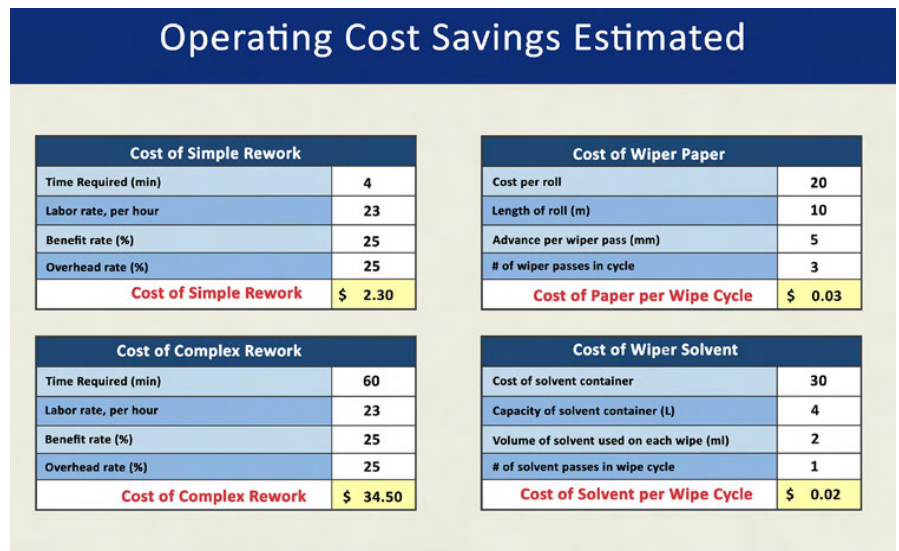 Operating Cost Savings Estimated
Cost of Simple Rework
Time Required (min) 4
Labor rate, per hour 23
Benefit rate (%) 25
Overhead rate (%) 25
Cost of Simple Rework $ 2.30
Cost of Wiper Paper
Cost per roll 20
Length of roll (m) 10
Advance per wiper pass (mm) 5
# of wiper passes in cycle 3
Cost of Paper per Wipe Cycle $ 0.03
Cost of Complex Rework
Time Required (min) 60
Labor rate, per hour 23
Benefit rate (%) 25
Overhead rate (%) 25
Cost of Complex Rework $ 34.50
Cost of Wiper Solvent
Cost of solvent container 30
Capacity of solvent container (L) 4
Volume of solvent used on each wipe (ml) 2
# of solvent passes in wipe cycle 1
Cost of Solvent per Wipe Cycle $ 0.02